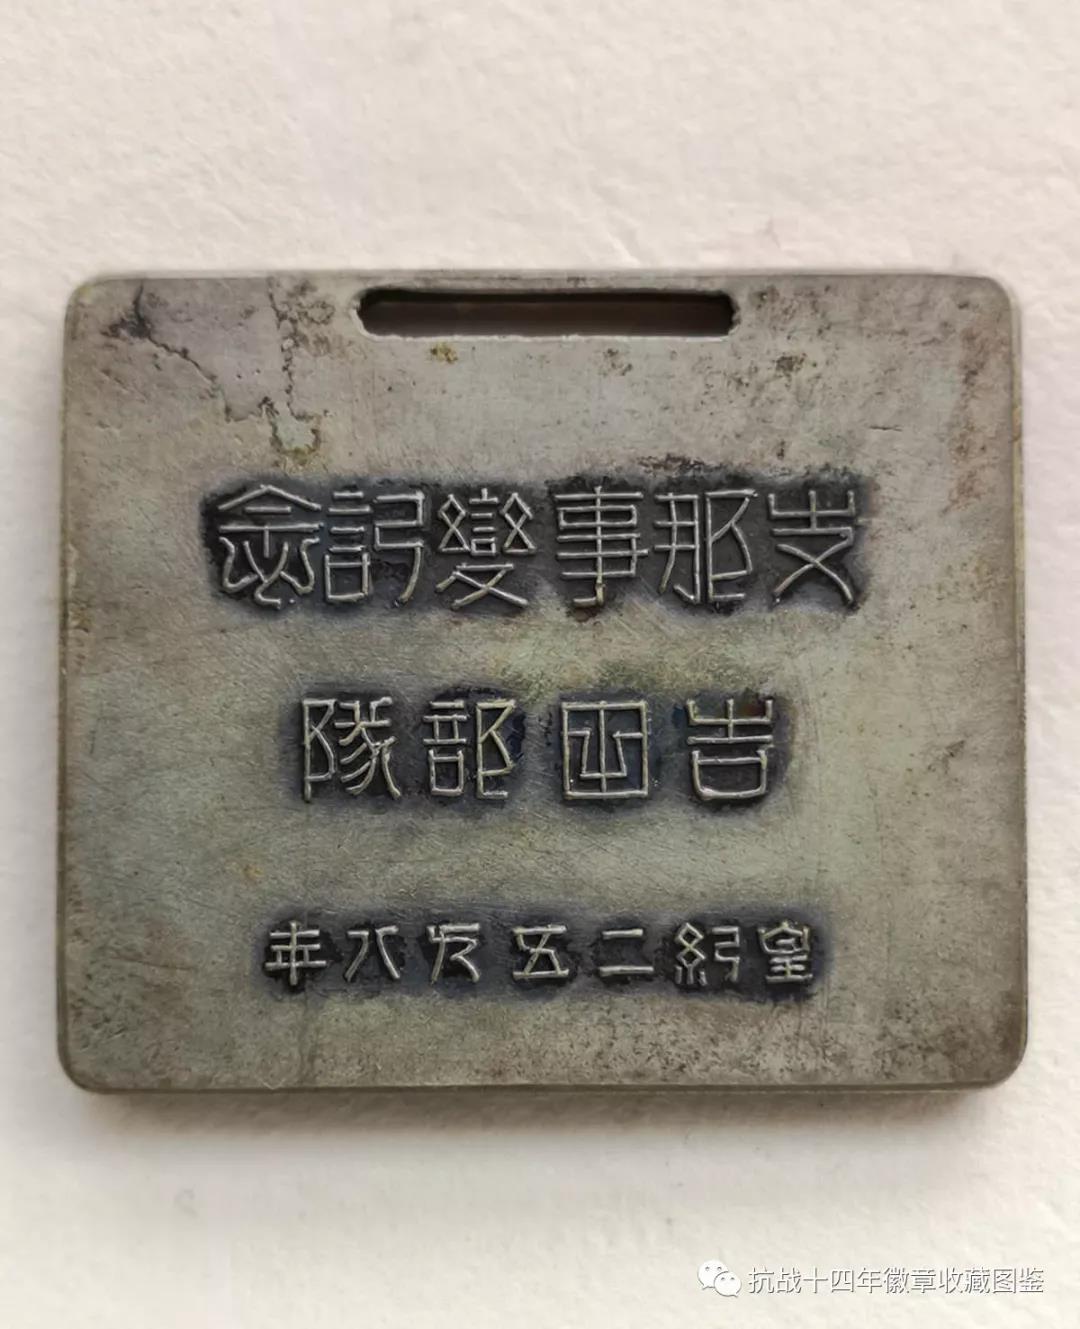 支那事變記念
吉田部隊
皇紀二五九八年
抗战十四年徽章收藏图鉴